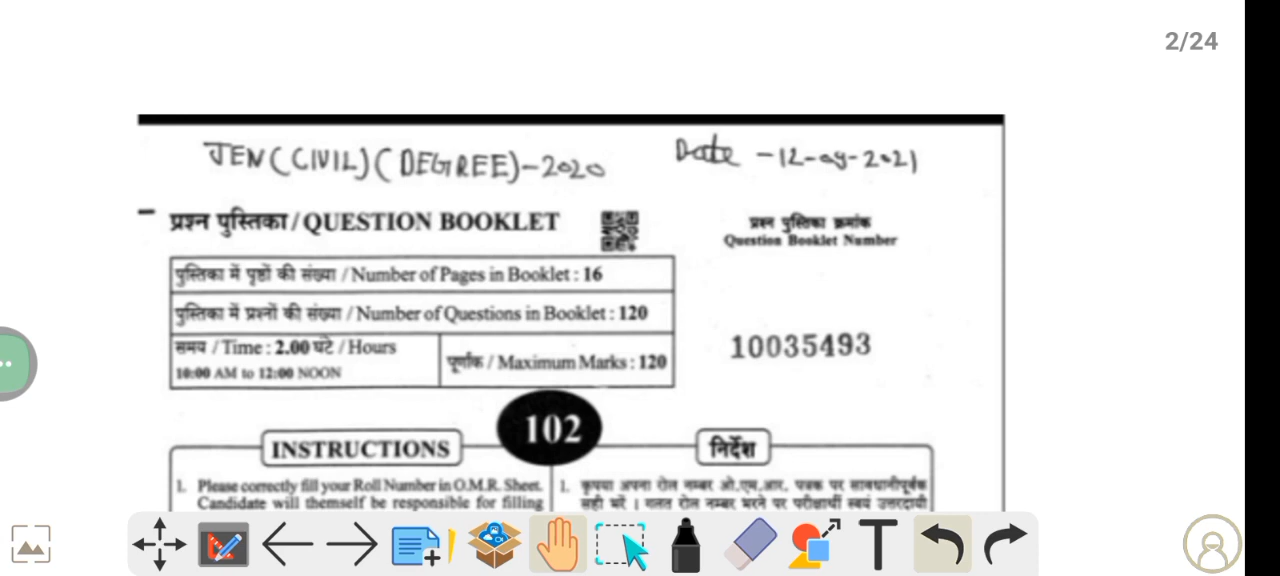 2/24
JEN(CIVIL)(DEGREE)-2020
Date -12-09-2021
प्रश्न पुस्तिका/QUESTION BOOKLET
प्रश्न पुस्तिका क्रमांक
Question Booklet Number
पुस्तिका में पृष्ठों की संख्या / Number of Pages in Booklet : 16
पुस्तिका में प्रश्नों की संख्या / Number of Questions in Booklet : 120
समय / Time : 2.00 घंटे / Hours
10:00 AM to 12:00 NOON
पूर्णांक / Maximum Marks : 120
10035493
102
INSTRUCTIONS
1. Please correctly fill your Roll Number in O.M.R. Sheet.
Candidate will themself be responsible for filling
निर्देश
1. कृपया अपना रोल नम्बर ओ.एम.आर. पत्रक पर सावधानीपूर्वक
सही भरें । गलत रोल नम्बर भरने पर परीक्षार्थी स्वयं उत्तरदायी
T